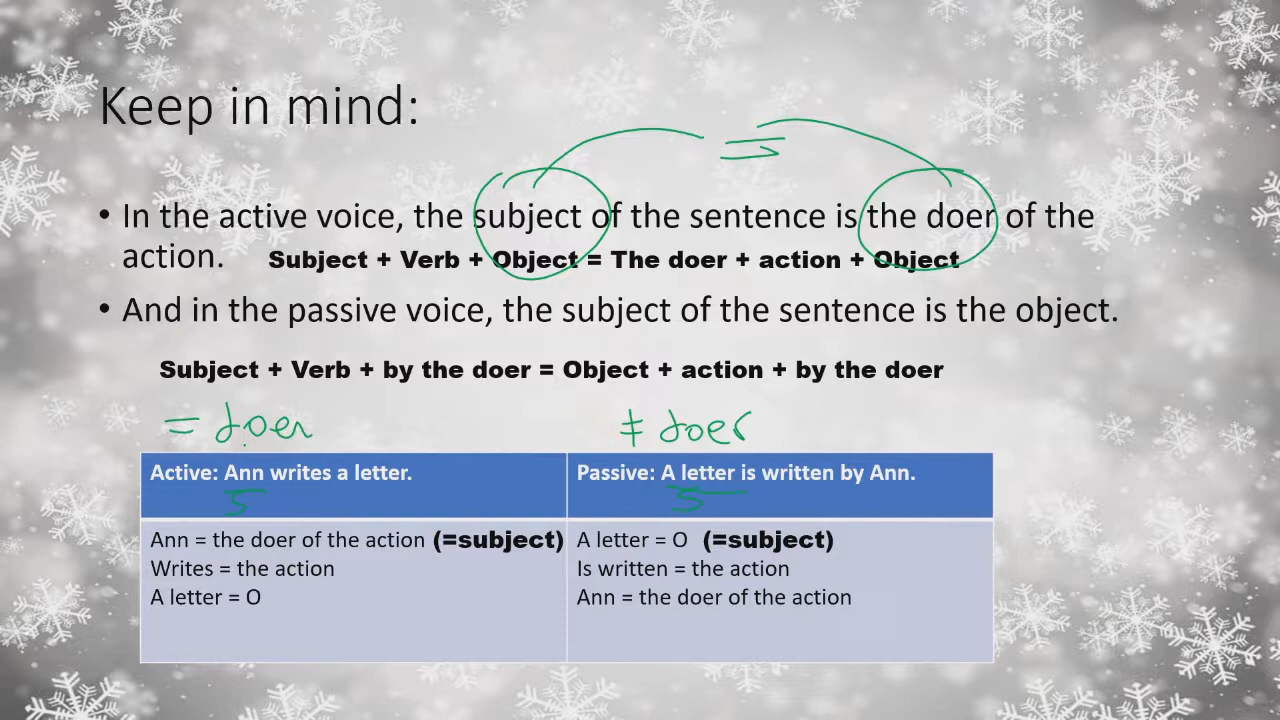 Keep in mind:
• In the active voice, the subject of the sentence is the doer of the
action. Subject + Verb + Object = The doer + action + Object
• And in the passive voice, the subject of the sentence is the object.
Subject + Verb + by the doer = Object + action + by the doer
= doer
≠ doer
Active: Ann writes a letter.
S
Passive: A letter is written by Ann.
S
Ann = the doer of the action (=subject)
Writes = the action
A letter = O
A letter = O (=subject)
Is written = the action
Ann = the doer of the action